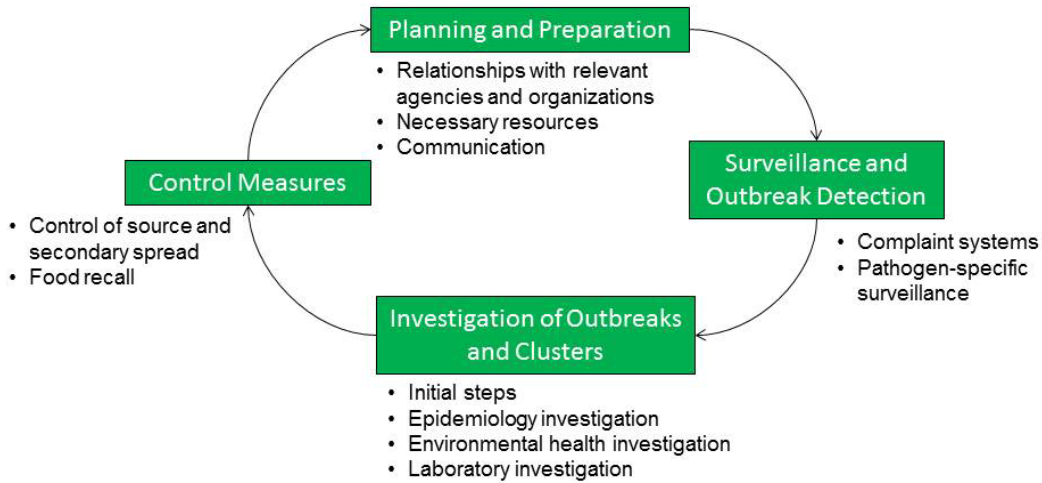 Planning and Preparation
• Relationships with relevant
agencies and organizations
• Necessary resources
• Communication
Surveillance and
Outbreak Detection
• Complaint systems
• Pathogen-specific
surveillance
Investigation of Outbreaks
and Clusters
• Initial steps
• Epidemiology investigation
• Environmental health investigation
• Laboratory investigation
Control Measures
• Control of source and
secondary spread
• Food recall